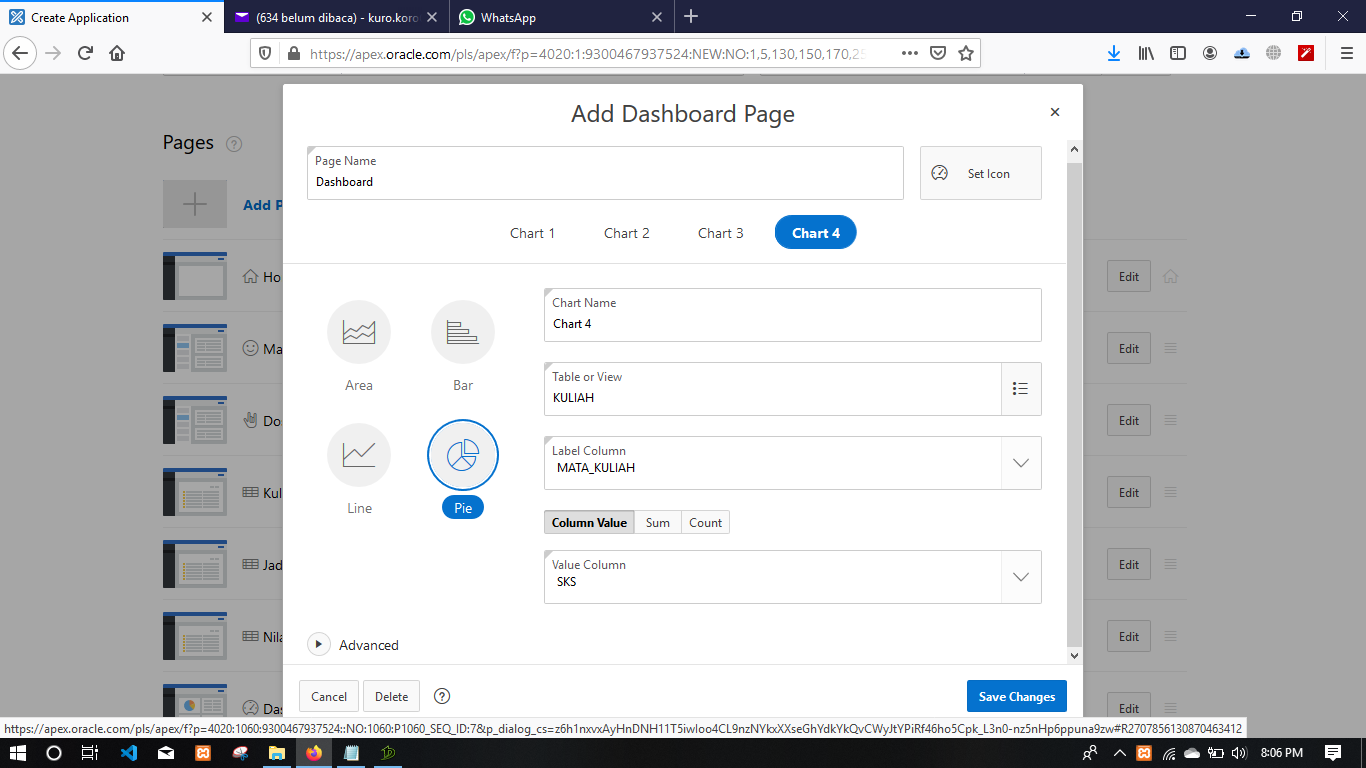 Create Application
(634 belum dibaca) - kuro.koro
WhatsApp
https://apex.oracle.com/pls/apex/f?p=4020:1:9300467937524:NEW:NO:1,5,130,150,170,25
Add Dashboard Page
Pages
Page Name
Dashboard
Set Icon
Add P
Chart 1
Chart 2
Chart 3
Chart 4
Ho
Edit
Chart Name
Chart 4
Ma
Edit
Area
Bar
Table or View
KULIAH
Do
Edit
Label Column
MATA_KULIAH
Kul
Edit
Line
Pie
Column Value
Sum
Count
Jad
Edit
Value Column
SKS
Nila
Edit
Advanced
Das
Edit
Cancel
Delete
Save Changes
https://apex.oracle.com/pls/apex/f?p=4020:1060:9300467937524::NO:1060:P1060_SEQ_ID:7&p_dialog_cs=z6h1nxvxAyHnDNH11T5iwIoo4CL9nzNYkxXXseGhYdkYkQvCWyJtYPiRf46ho5Cpk_L3n0-nz5nHp6ppuna9zw#R2707856130870463412
8:06 PM